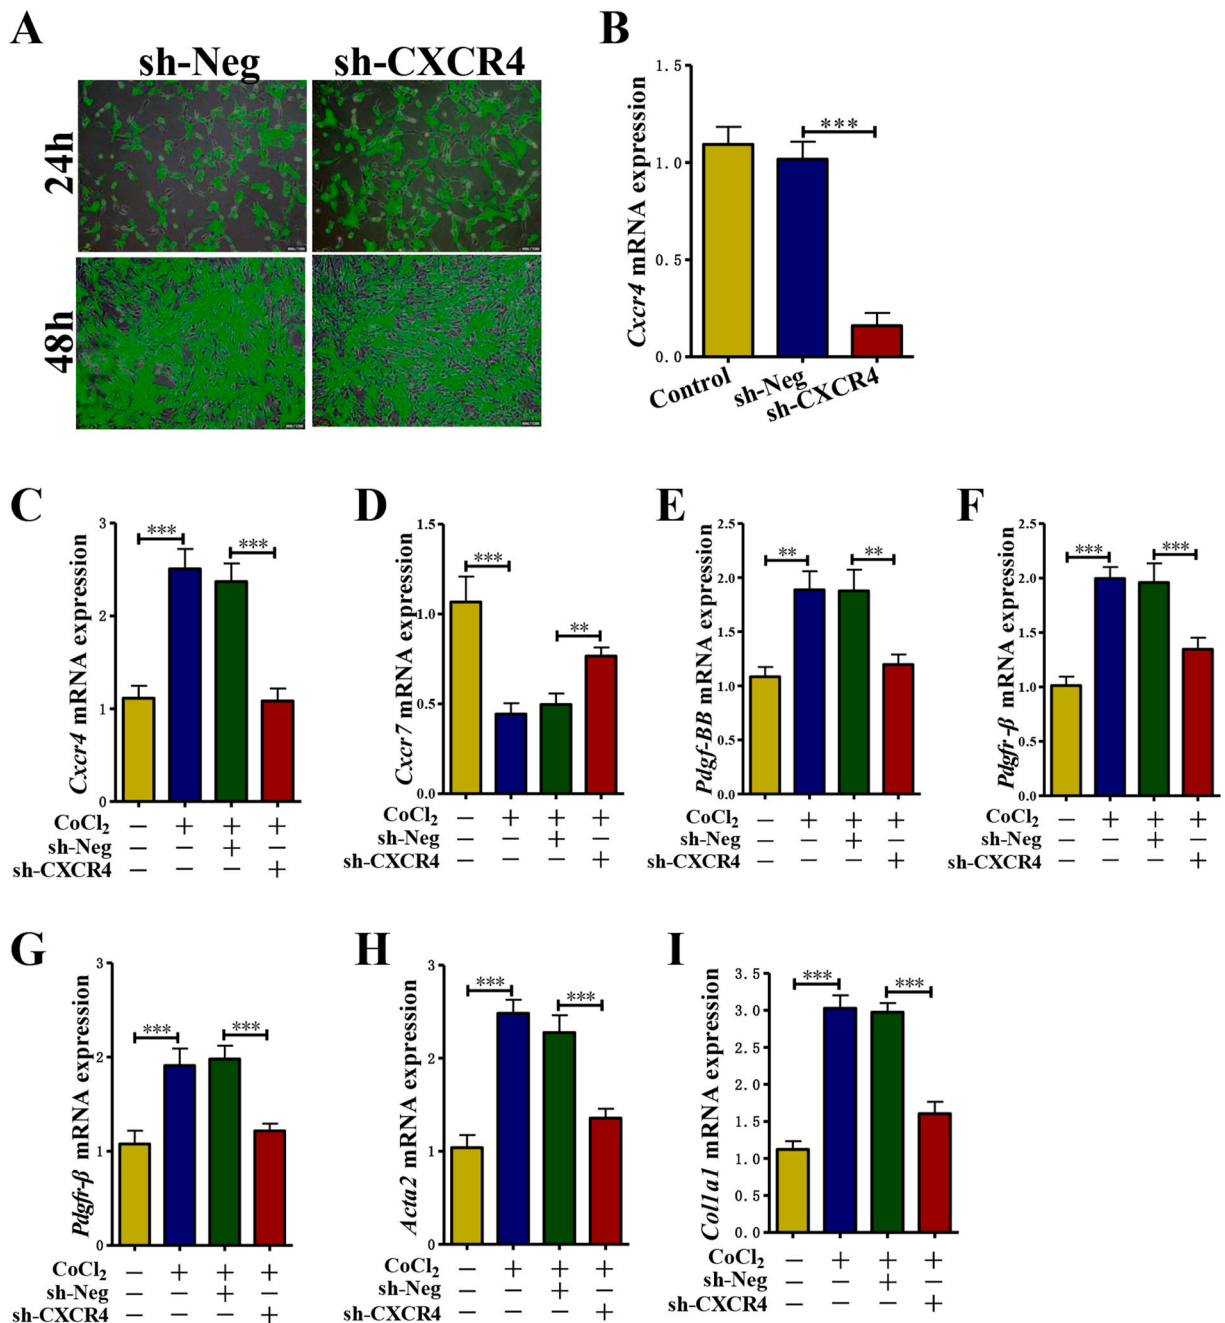 A
sh-Neg sh-CXCR4
24h
48h
B
Cxcr4 mRNA expression
1.5
1.0
0.5
0.0
***
Control
sh-Neg
sh-CXCR4
C
Cxcr4 mRNA expression
3
2
1
0
*** ***
CoCl₂ – + + +
sh-Neg – – + –
sh-CXCR4 – – – +
D
Cxcr7 mRNA expression
1.5
1.0
0.5
0.0
*** **
CoCl₂ – + + +
sh-Neg – – + –
sh-CXCR4 – – – +
E
Pdgf-BB mRNA expression
2.5
2.0
1.5
1.0
0.5
0.0
** **
CoCl₂ – + + +
sh-Neg – – + –
sh-CXCR4 – – – +
F
Pdgfr-β mRNA expression
2.5
2.0
1.5
1.0
0.5
0.0
*** ***
CoCl₂ – + + +
sh-Neg – – + –
sh-CXCR4 – – – +
G
Pdgfr-β mRNA expression
3
2
1
0
*** ***
CoCl₂ – + + +
sh-Neg – – + –
sh-CXCR4 – – – +
H
Acta2 mRNA expression
3
2
1
0
*** ***
CoCl₂ – + + +
sh-Neg – – + –
sh-CXCR4 – – – +
I
Col1a1 mRNA expression
3.5
3.0
2.5
2.0
1.5
1.0
0.5
0.0
*** ***
CoCl₂ – + + +
sh-Neg – – + –
sh-CXCR4 – – – +